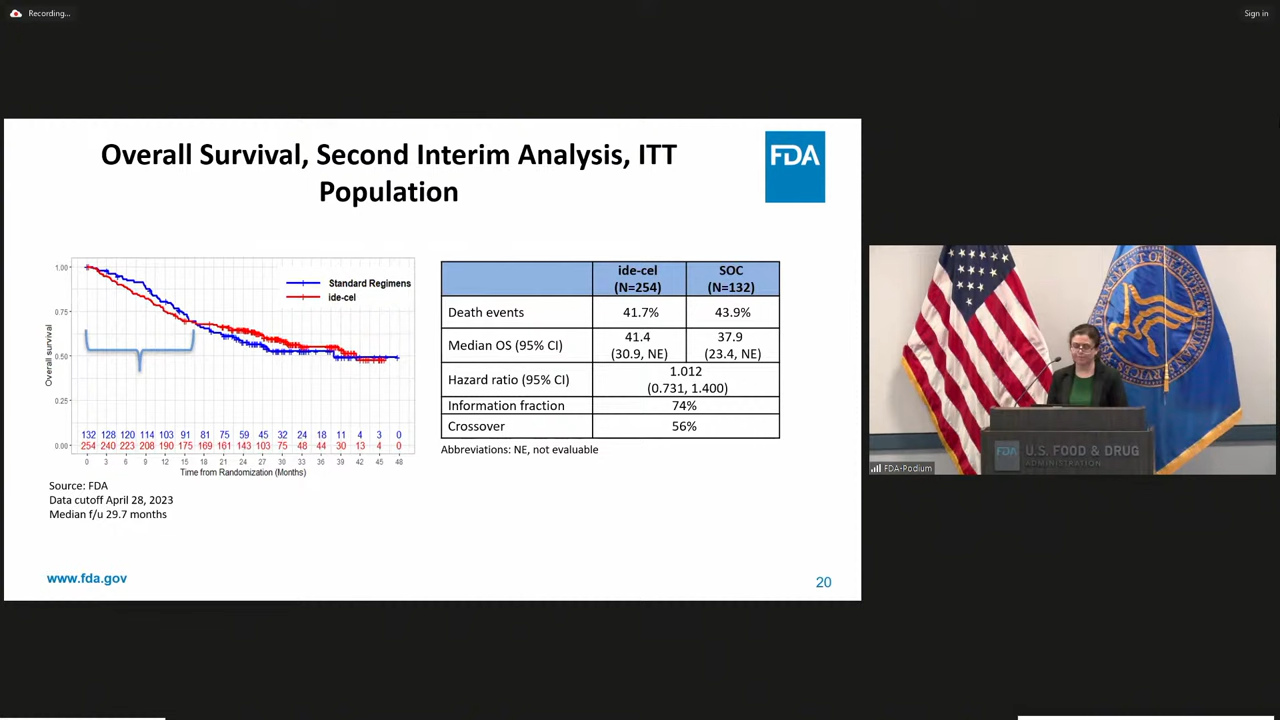 Recording...
Sign in
Overall Survival, Second Interim Analysis, ITT
Population
FDA
1.00
0.75
0.50
0.25
0.00
Overall survival
Standard Regimens
ide-cel
132 128 120 114 103 91 81 75 59 45 32 24 18 11 4 3 0
254 240 223 208 190 175 169 161 143 103 75 48 44 30 13 4 0
0 3 6 9 12 15 18 21 24 27 30 33 36 39 42 45 48
Time from Randomization (Months)
Source: FDA
Data cutoff April 28, 2023
Median f/u 29.7 months
ide-cel
(N=254)
SOC
(N=132)
Death events 41.7% 43.9%
Median OS (95% CI) 41.4
(30.9, NE)
37.9
(23.4, NE)
Hazard ratio (95% CI) 1.012
(0.731, 1.400)
Information fraction 74%
Crossover 56%
Abbreviations: NE, not evaluable
www.fda.gov
20
DEPARTMENT OF HEALTH
FDA
U.S. FOOD & DRUG
ADMINISTRATION
FDA-Podium